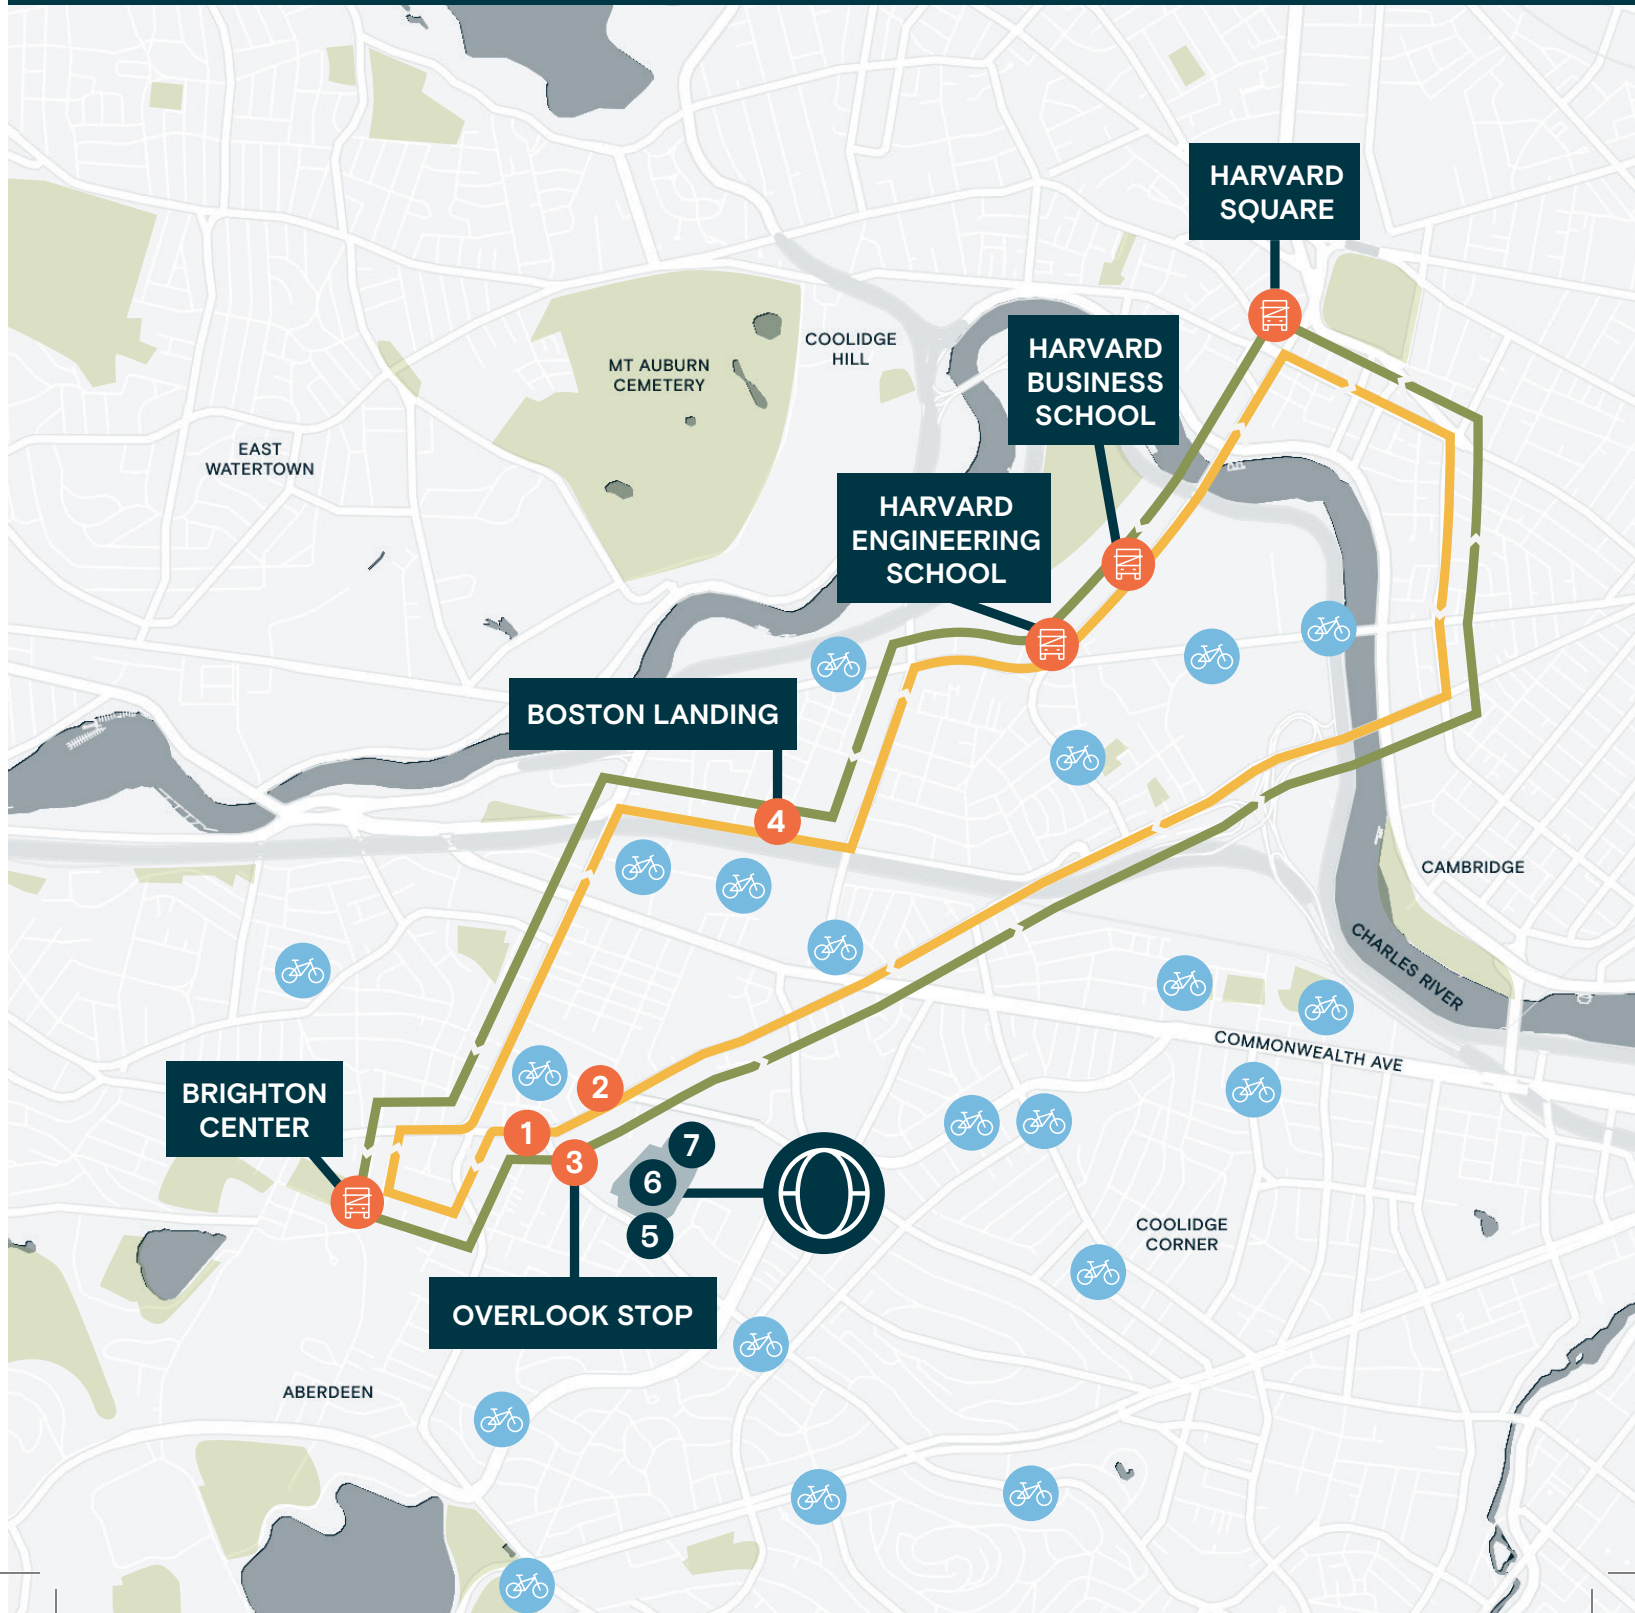 HARVARD
SQUARE
HARVARD
BUSINESS
SCHOOL
COOLIDGE
HILL
MT AUBURN
CEMETERY
EAST
WATERTOWN
HARVARD
ENGINEERING
SCHOOL
BOSTON LANDING
4
CAMBRIDGE
CHARLES RIVER
COMMONWEALTH AVE
BRIGHTON
CENTER
2
1
3
7
6
5
COOLIDGE
CORNER
OVERLOOK STOP
ABERDEEN